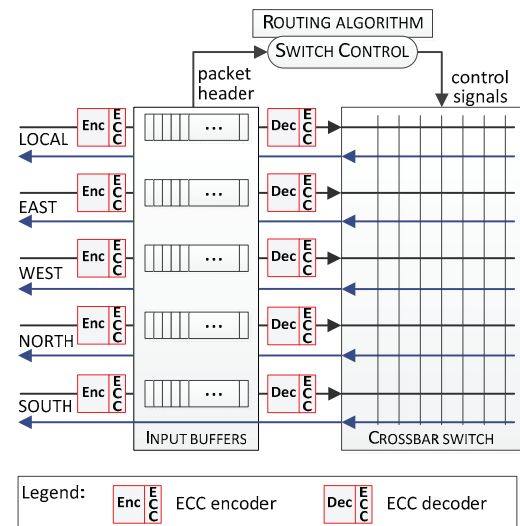 ROUTING ALGORITHM
SWITCH CONTROL
packet
header
control
signals
Enc ECC Dec ECC
LOCAL
...
Enc ECC Dec ECC
EAST
...
Enc ECC Dec ECC
WEST
...
Enc ECC Dec ECC
NORTH
...
Enc ECC Dec ECC
SOUTH
...
INPUT BUFFERS
CROSSBAR SWITCH
Legend:
Enc ECC ECC encoder
Dec ECC ECC decoder